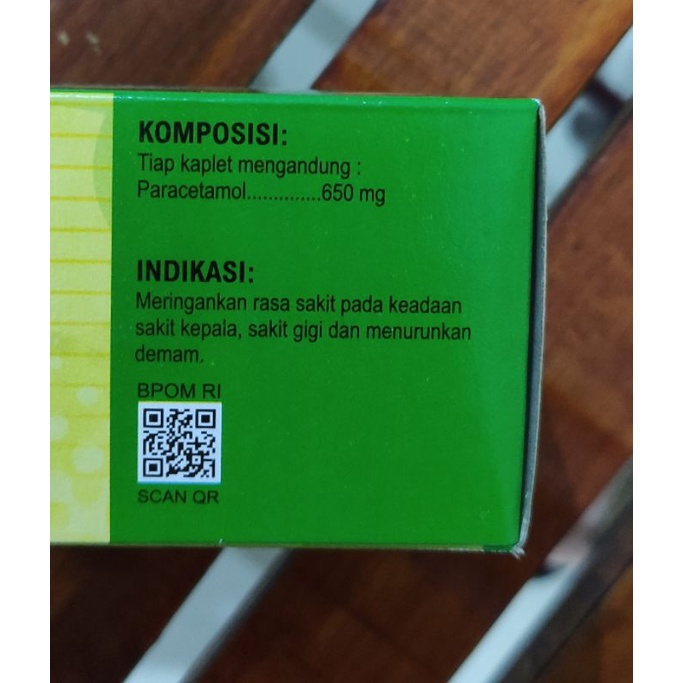 KOMPOSISI:
Tiap kaplet mengandung :
Paracetamol..............650 mg
INDIKASI:
Meringankan rasa sakit pada keadaan
sakit kepala, sakit gigi dan menurunkan
demam.
BPOM RI
SCAN QR